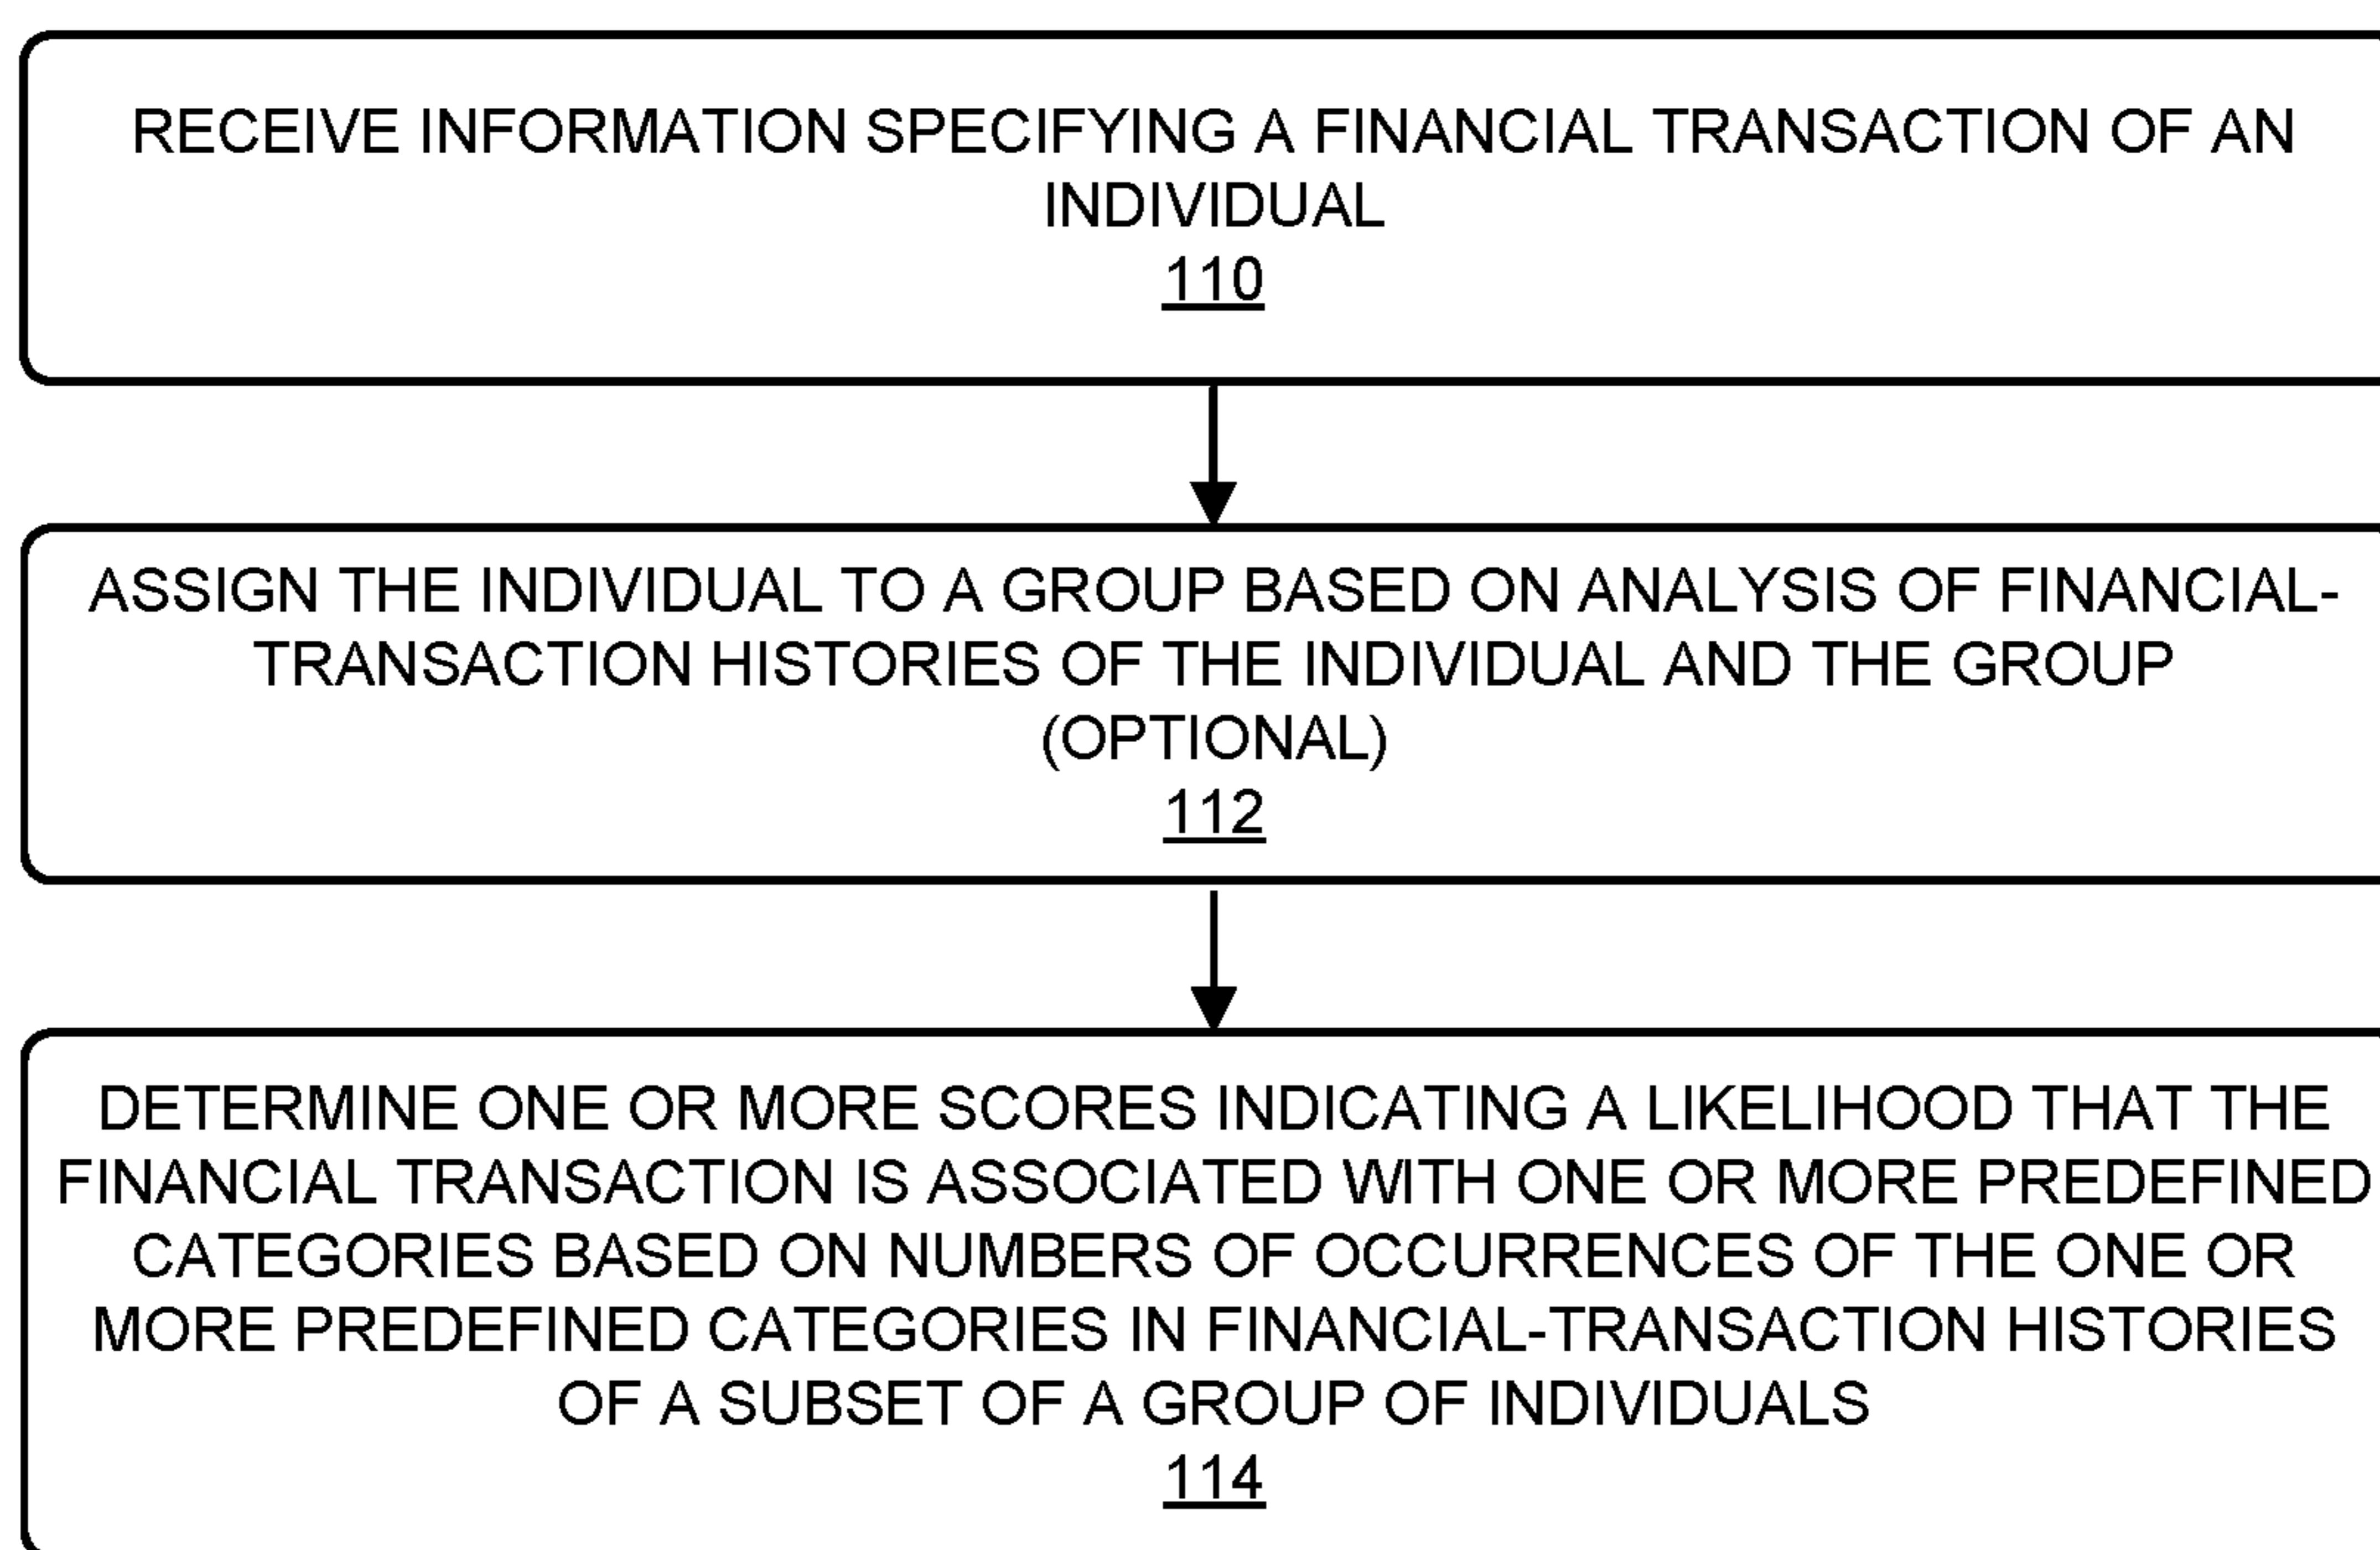 RECEIVE INFORMATION SPECIFYING A FINANCIAL TRANSACTION OF AN
INDIVIDUAL
110
ASSIGN THE INDIVIDUAL TO A GROUP BASED ON ANALYSIS OF FINANCIAL-
TRANSACTION HISTORIES OF THE INDIVIDUAL AND THE GROUP
(OPTIONAL)
112
DETERMINE ONE OR MORE SCORES INDICATING A LIKELIHOOD THAT THE
FINANCIAL TRANSACTION IS ASSOCIATED WITH ONE OR MORE PREDEFINED
CATEGORIES BASED ON NUMBERS OF OCCURRENCES OF THE ONE OR
MORE PREDEFINED CATEGORIES IN FINANCIAL-TRANSACTION HISTORIES
OF A SUBSET OF A GROUP OF INDIVIDUALS
114